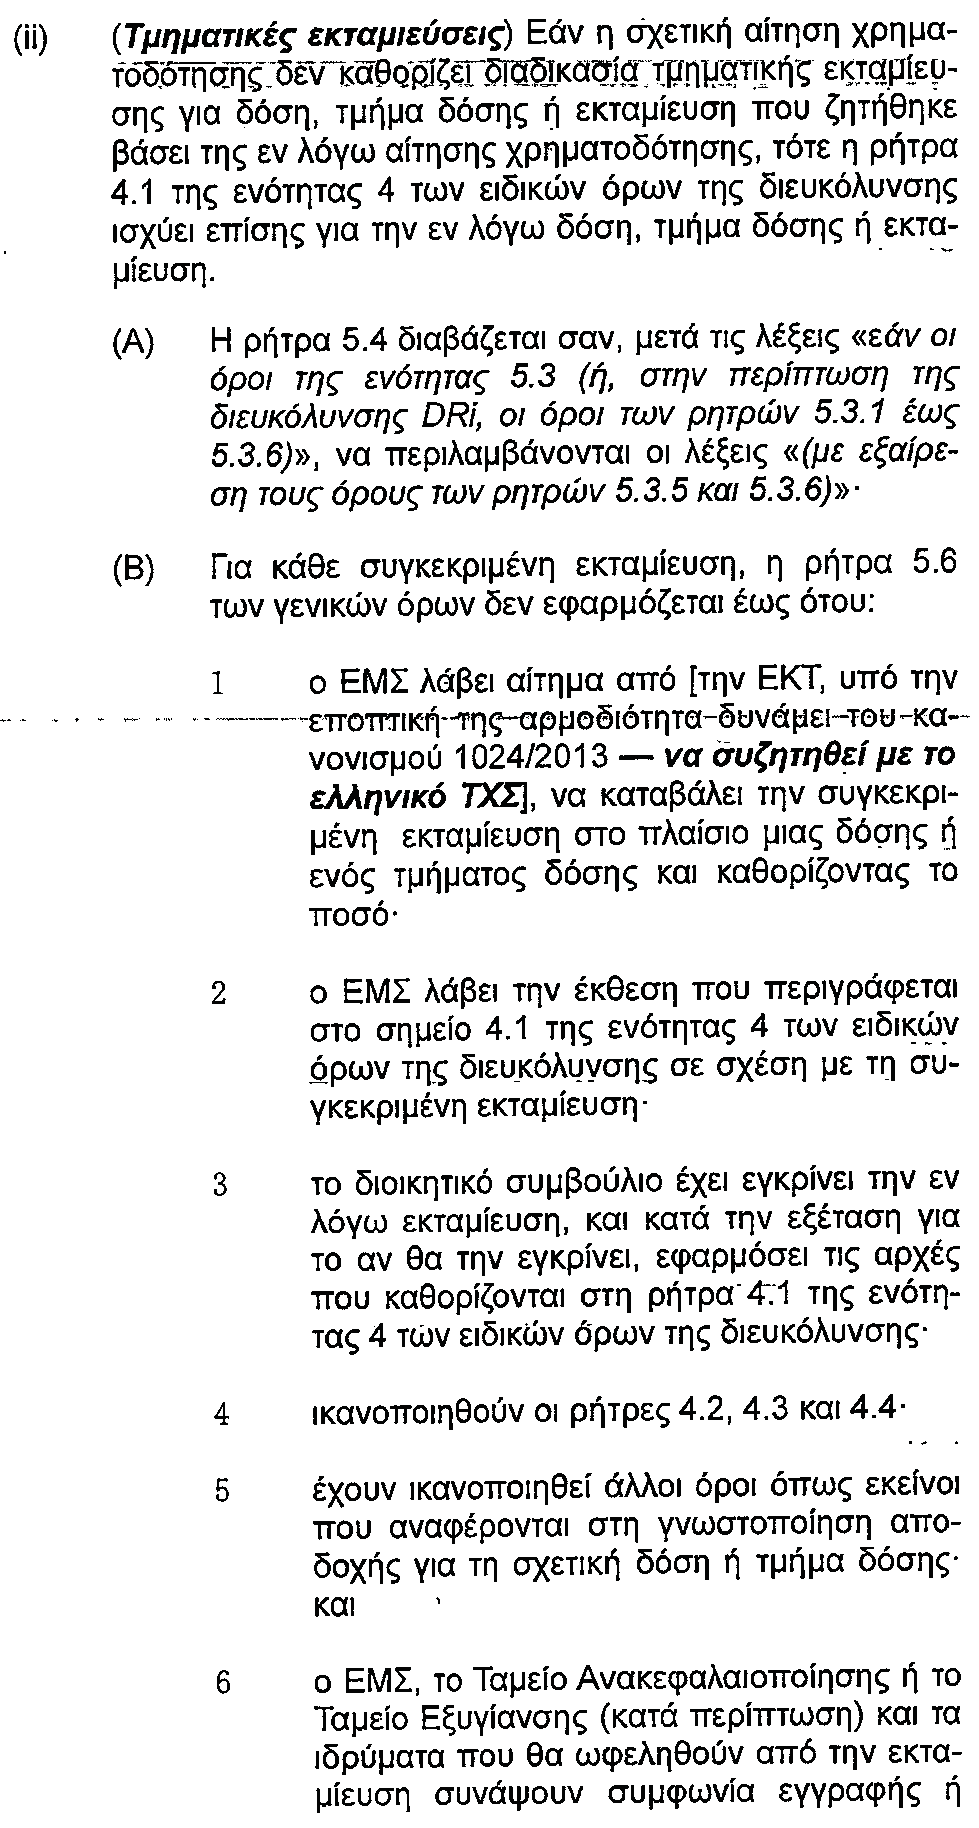 (ii) (Τμηματικές εκταμιεύσεις) Εάν η σχετική αίτηση χρημα-
τοδότησης δεν καθορίζει διαδικασία τμηματικής εκταμίευ-
σης για δόση, τμήμα δόσης ή εκταμίευση που ζητήθηκε
βάσει της εν λόγω αίτησης χρηματοδότησης, τότε η ρήτρα
4.1 της ενότητας 4 των ειδικών όρων της διευκόλυνσης
ισχύει επίσης για την εν λόγω δόση, τμήμα δόσης ή εκτα-
μίευση.
(Α) Η ρήτρα 5.4 διαβάζεται σαν, μετά τις λέξεις «εάν οι
όροι της ενότητας 5.3 (ή, στην περίπτωση της
διευκόλυνσης DRi, οι όροι των ρητρών 5.3.1 έως
5.3.6)», να περιλαμβάνονται οι λέξεις «(με εξαίρε-
ση τους όρους των ρητρών 5.3.5 και 5.3.6)»·
(Β) Για κάθε συγκεκριμένη εκταμίευση, η ρήτρα 5.6
των γενικών όρων δεν εφαρμόζεται έως ότου:
1 ο ΕΜΣ λάβει αίτημα από [την ΕΚΤ, υπό την
εποπτική της αρμοδιότητα δυνάμει του κα-
νονισμού 1024/2013 — να συζητηθεί με το
ελληνικό ΤΧΣ], να καταβάλει την συγκεκρι-
μένη εκταμίευση στο πλαίσιο μιας δόσης ή
ενός τμήματος δόσης και καθορίζοντας το
ποσό·
2 ο ΕΜΣ λάβει την έκθεση που περιγράφεται
στο σημείο 4.1 της ενότητας 4 των ειδικών
όρων της διευκόλυνσης σε σχέση με τη συ-
γκεκριμένη εκταμίευση·
3 το διοικητικό συμβούλιο έχει εγκρίνει την εν
λόγω εκταμίευση, και κατά την εξέταση για
το αν θα την εγκρίνει, εφαρμόσει τις αρχές
που καθορίζονται στη ρήτρα 4.1 της ενότη-
τας 4 των ειδικών όρων της διευκόλυνσης·
4 ικανοποιηθούν οι ρήτρες 4.2, 4.3 και 4.4·
5 έχουν ικανοποιηθεί άλλοι όροι όπως εκείνοι
που αναφέρονται στη γνωστοποίηση απο-
δοχής για τη σχετική δόση ή τμήμα δόσης·
και
6 ο ΕΜΣ, το Ταμείο Ανακεφαλαιοποίησης ή το
Ταμείο Εξυγίανσης (κατά περίπτωση) και τα
ιδρύματα που θα ωφεληθούν από την εκτα-
μίευση συνάψουν συμφωνία εγγραφής ή